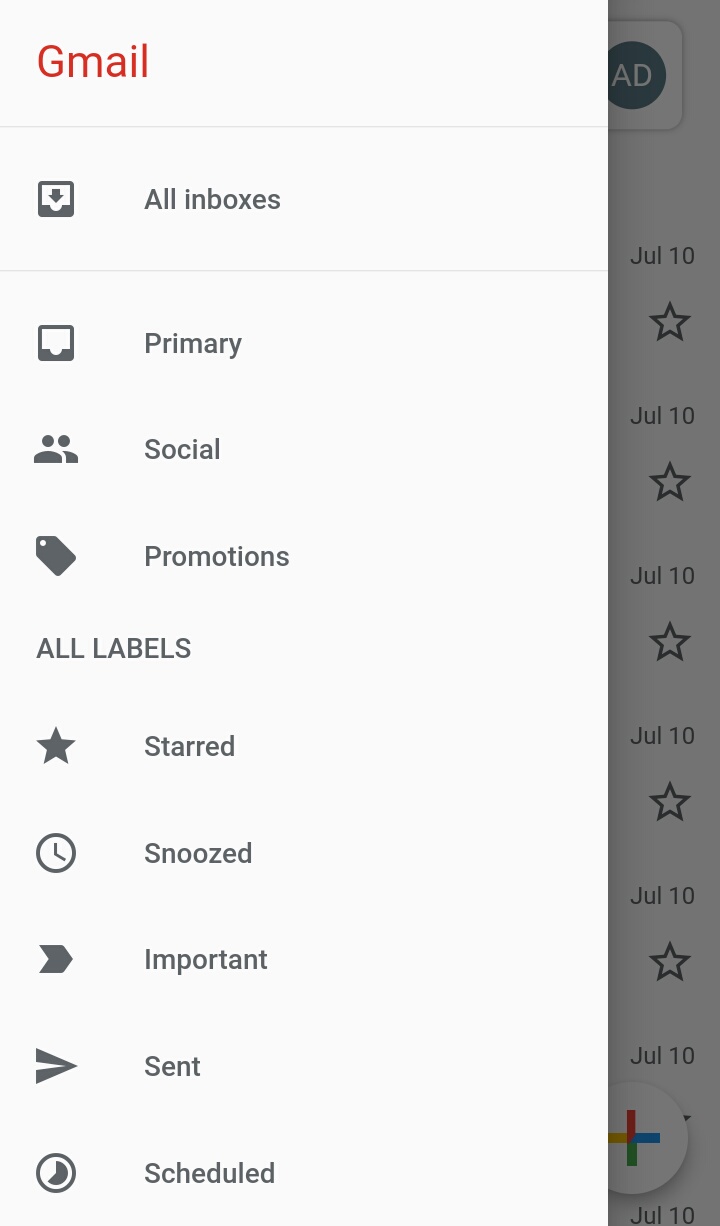 Gmail
AD
All inboxes
Jul 10
Primary
Jul 10
Social
Promotions
Jul 10
ALL LABELS
Starred
Jul 10
Snoozed
Jul 10
Important
Jul 10
Sent
Scheduled
Jul 10